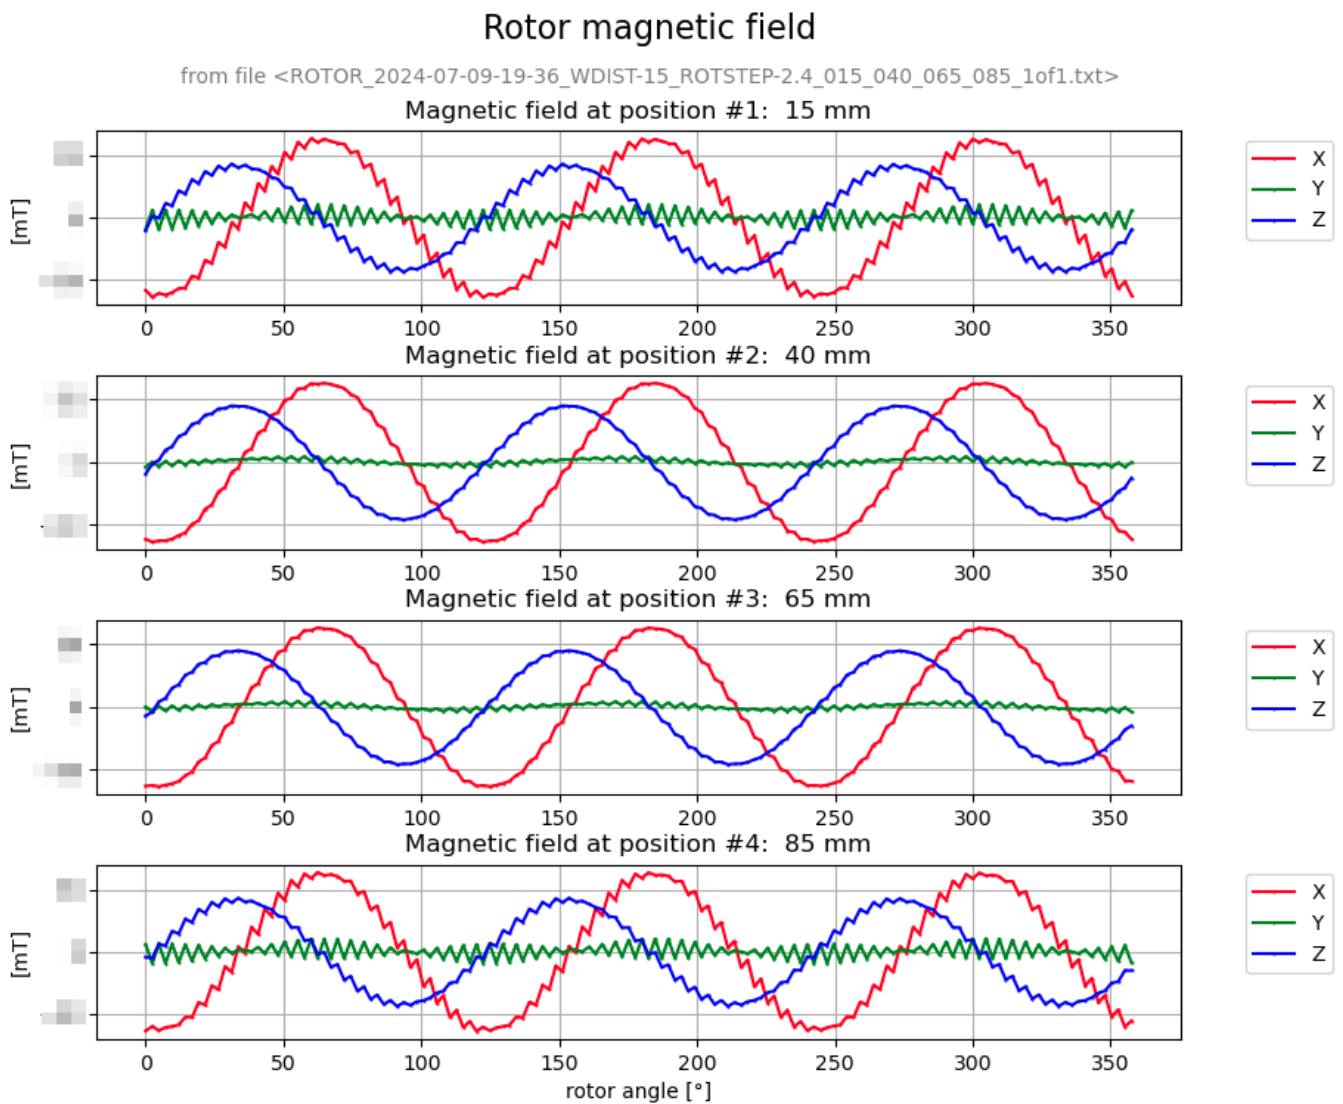 Rotor magnetic field
from file <ROTOR_2024-07-09-19-36_WDIST-15_ROTSTEP-2.4_015_040_065_085_1of1.txt>
Magnetic field at position #1:  15 mm
[mT]
X
Y
Z
0 50 100 150 200 250 300 350
Magnetic field at position #2:  40 mm
[mT]
X
Y
Z
0 50 100 150 200 250 300 350
Magnetic field at position #3:  65 mm
[mT]
X
Y
Z
0 50 100 150 200 250 300 350
Magnetic field at position #4:  85 mm
[mT]
X
Y
Z
0 50 100 150 200 250 300 350
rotor angle [°]